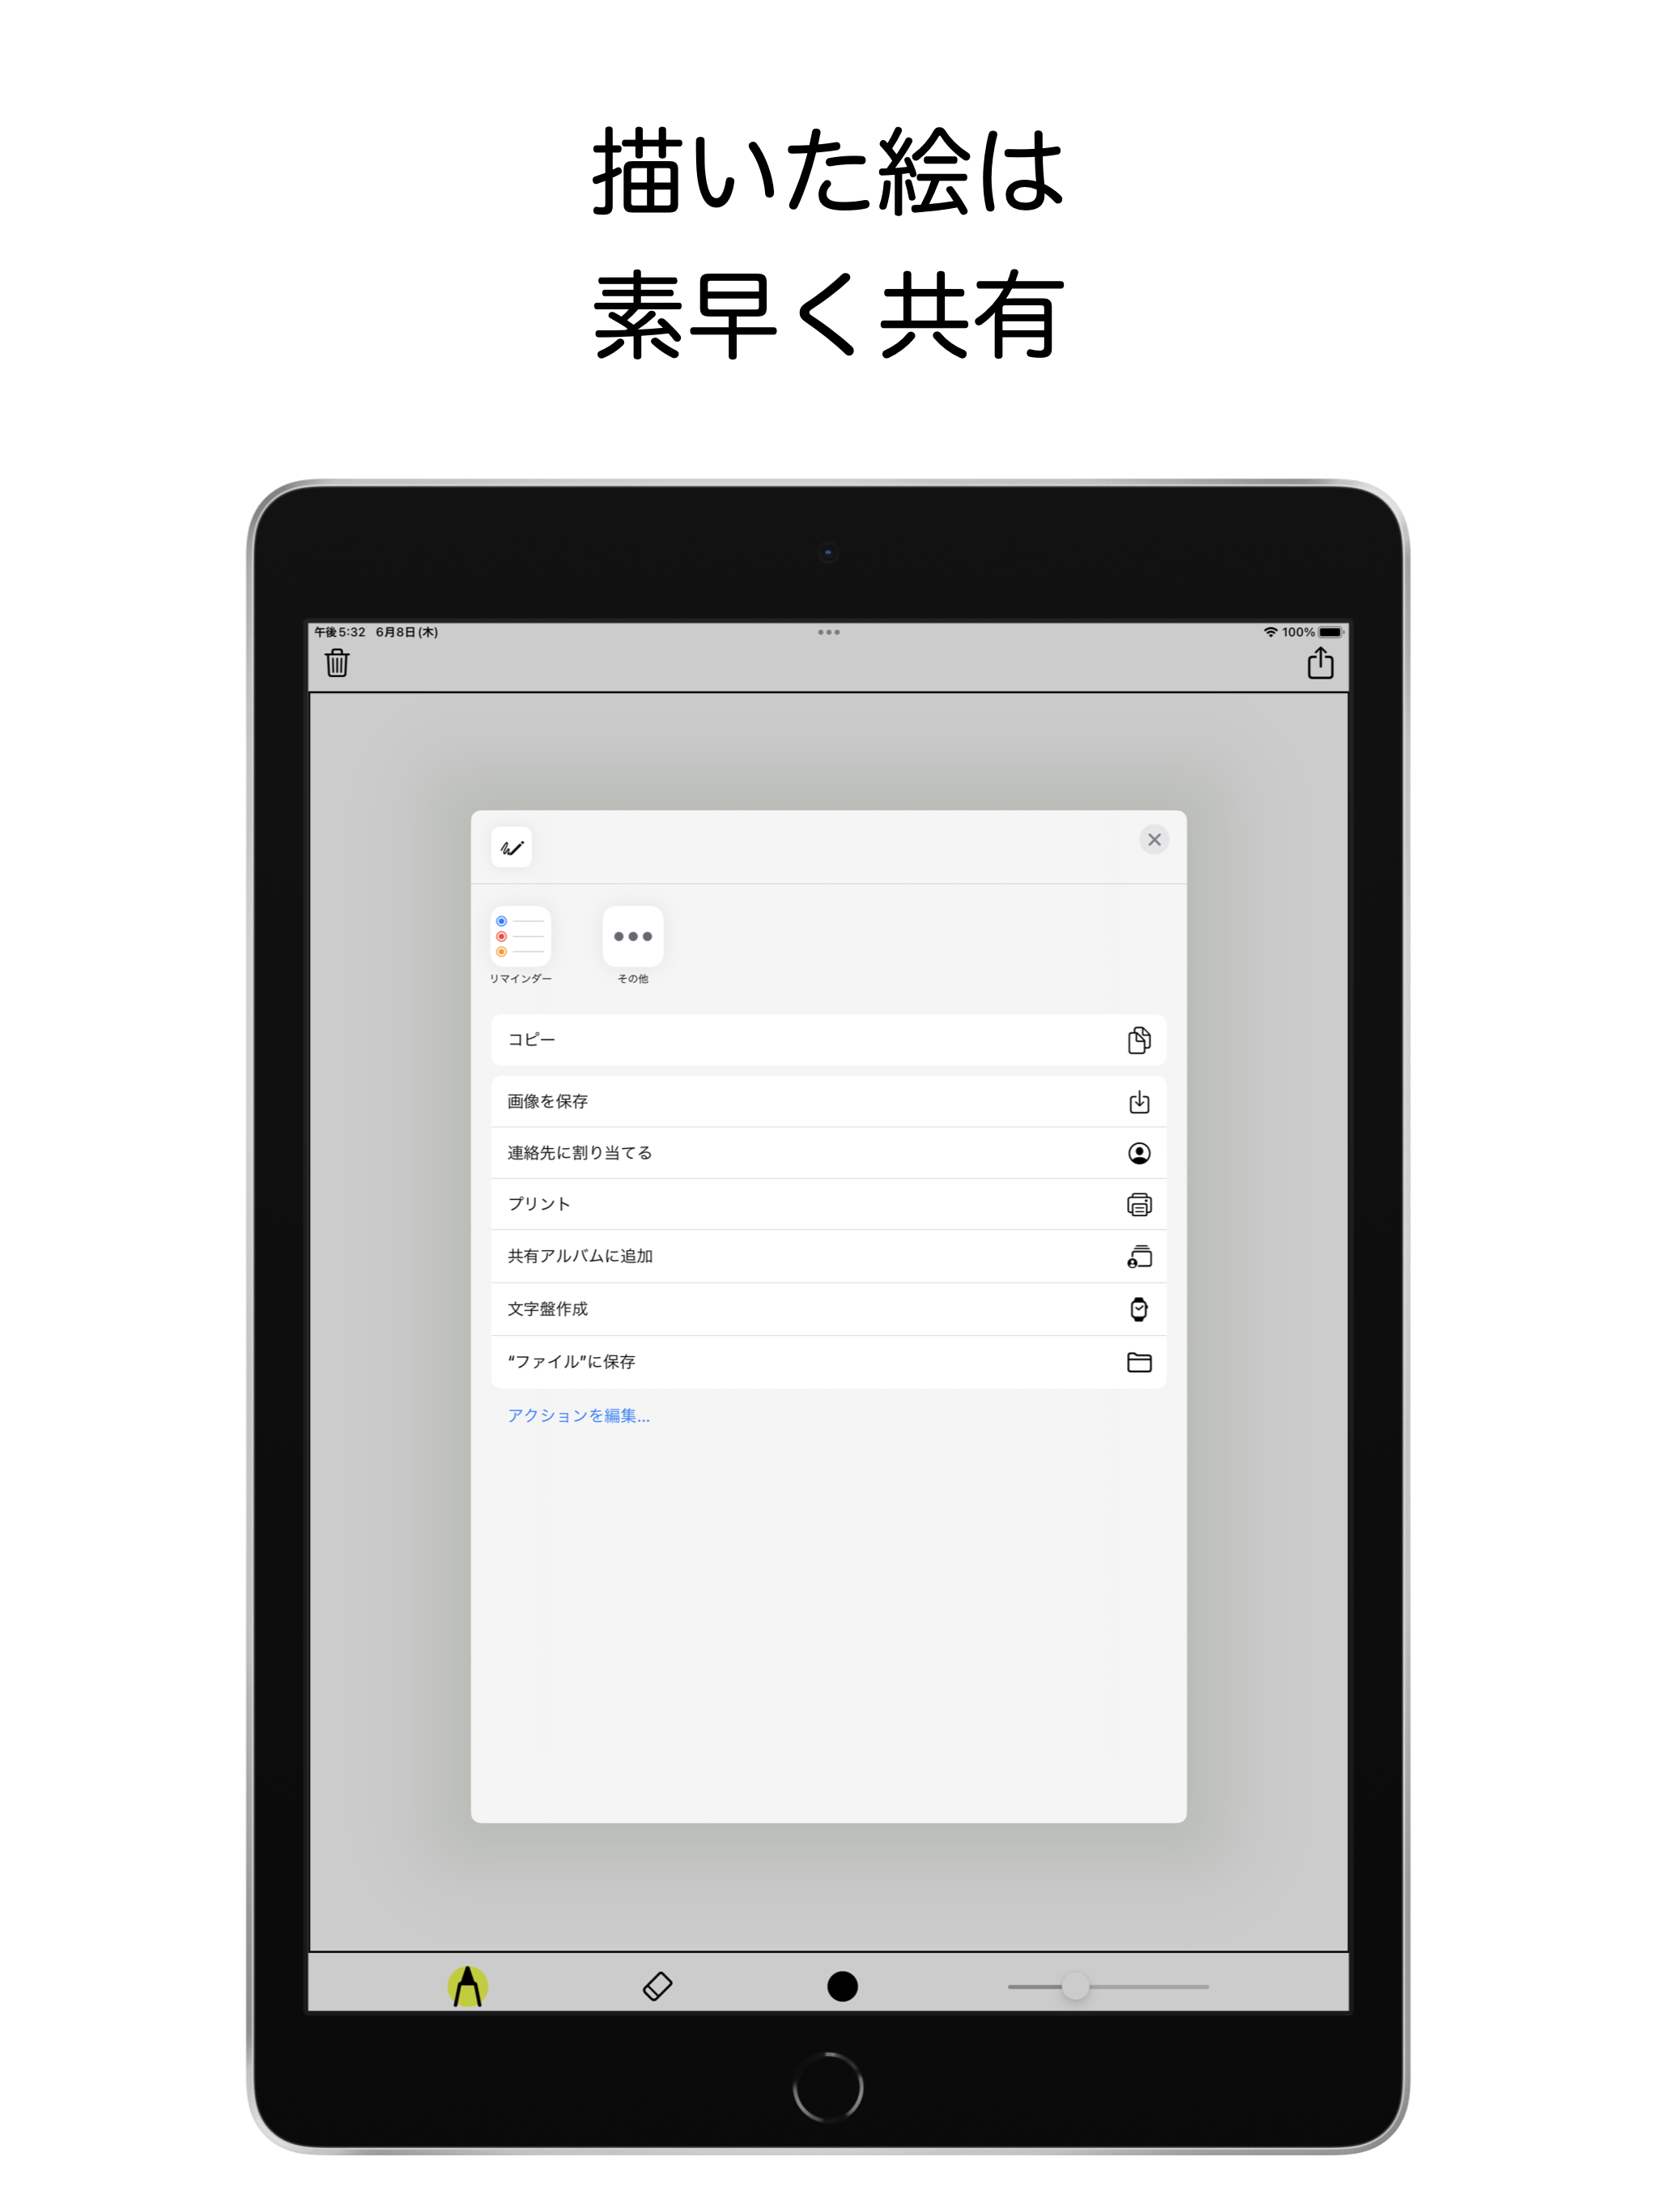 描いた絵は
素早く共有
午後5:32 6月8日(木)
100%
リマインダー
その他
コピー
画像を保存
連絡先に割り当てる
プリント
共有アルバムに追加
文字盤作成
“ファイル”に保存
アクションを編集...